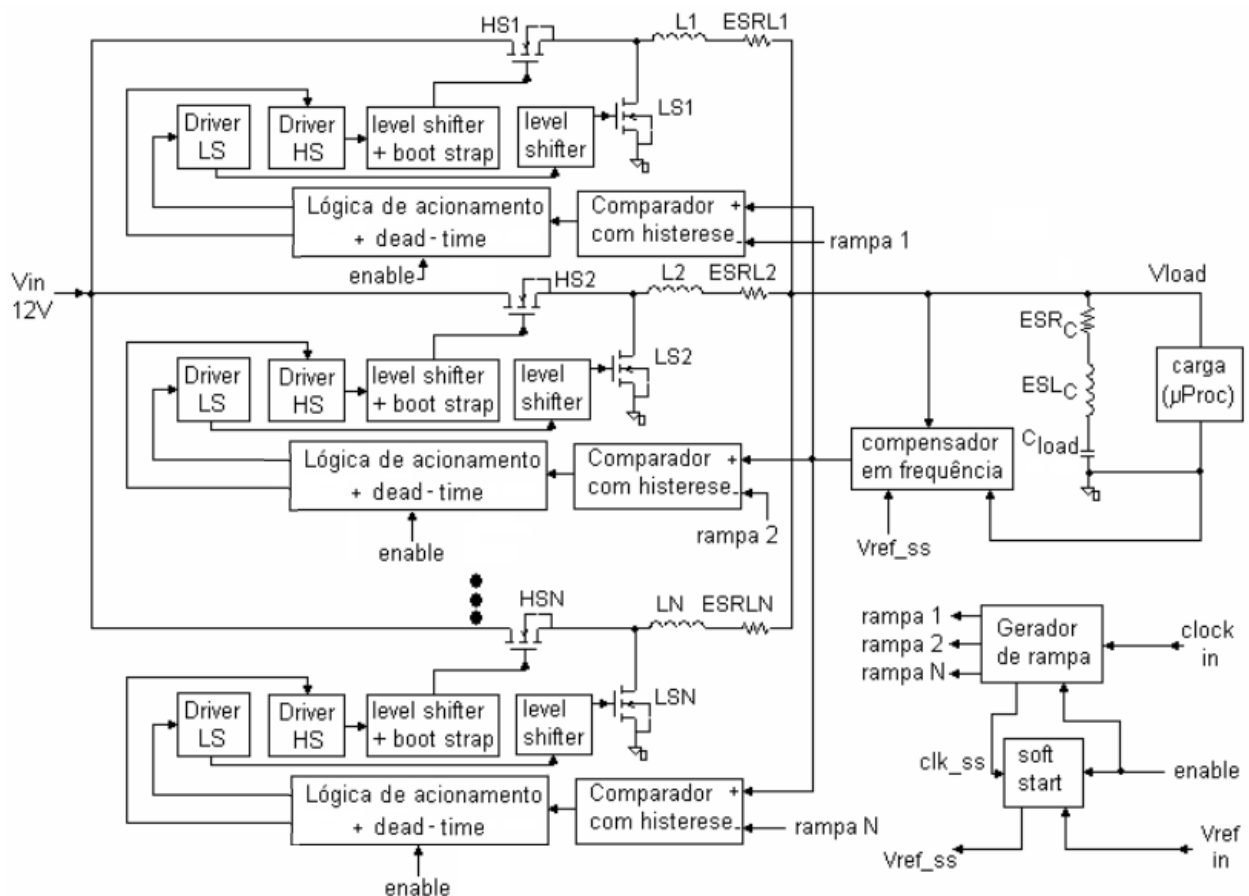 HS1
L1
ESRL1
LS1
Driver
LS
Driver
HS
level shifter
+ boot strap
level
shifter
Lógica de acionamento
+ dead-time
Comparador +
com histerese -
rampa 1
enable
Vin
12V
HS2
L2
ESRL2
Vload
LS2
Driver
LS
Driver
HS
level shifter
+ boot strap
level
shifter
ESRC
ESLC
Cload
carga
(µProc)
Lógica de acionamento
+ dead-time
Comparador +
com histerese -
compensador
em frequência
rampa 2
enable
Vref_ss
HSN
LN
ESRLN
LSN
Driver
LS
Driver
HS
level shifter
+ boot strap
level
shifter
Lógica de acionamento
+ dead-time
Comparador +
com histerese -
rampa N
enable
rampa 1
rampa 2
rampa N
Gerador
de rampa
clock
in
clk_ss
soft
start
enable
Vref_ss
Vref
in